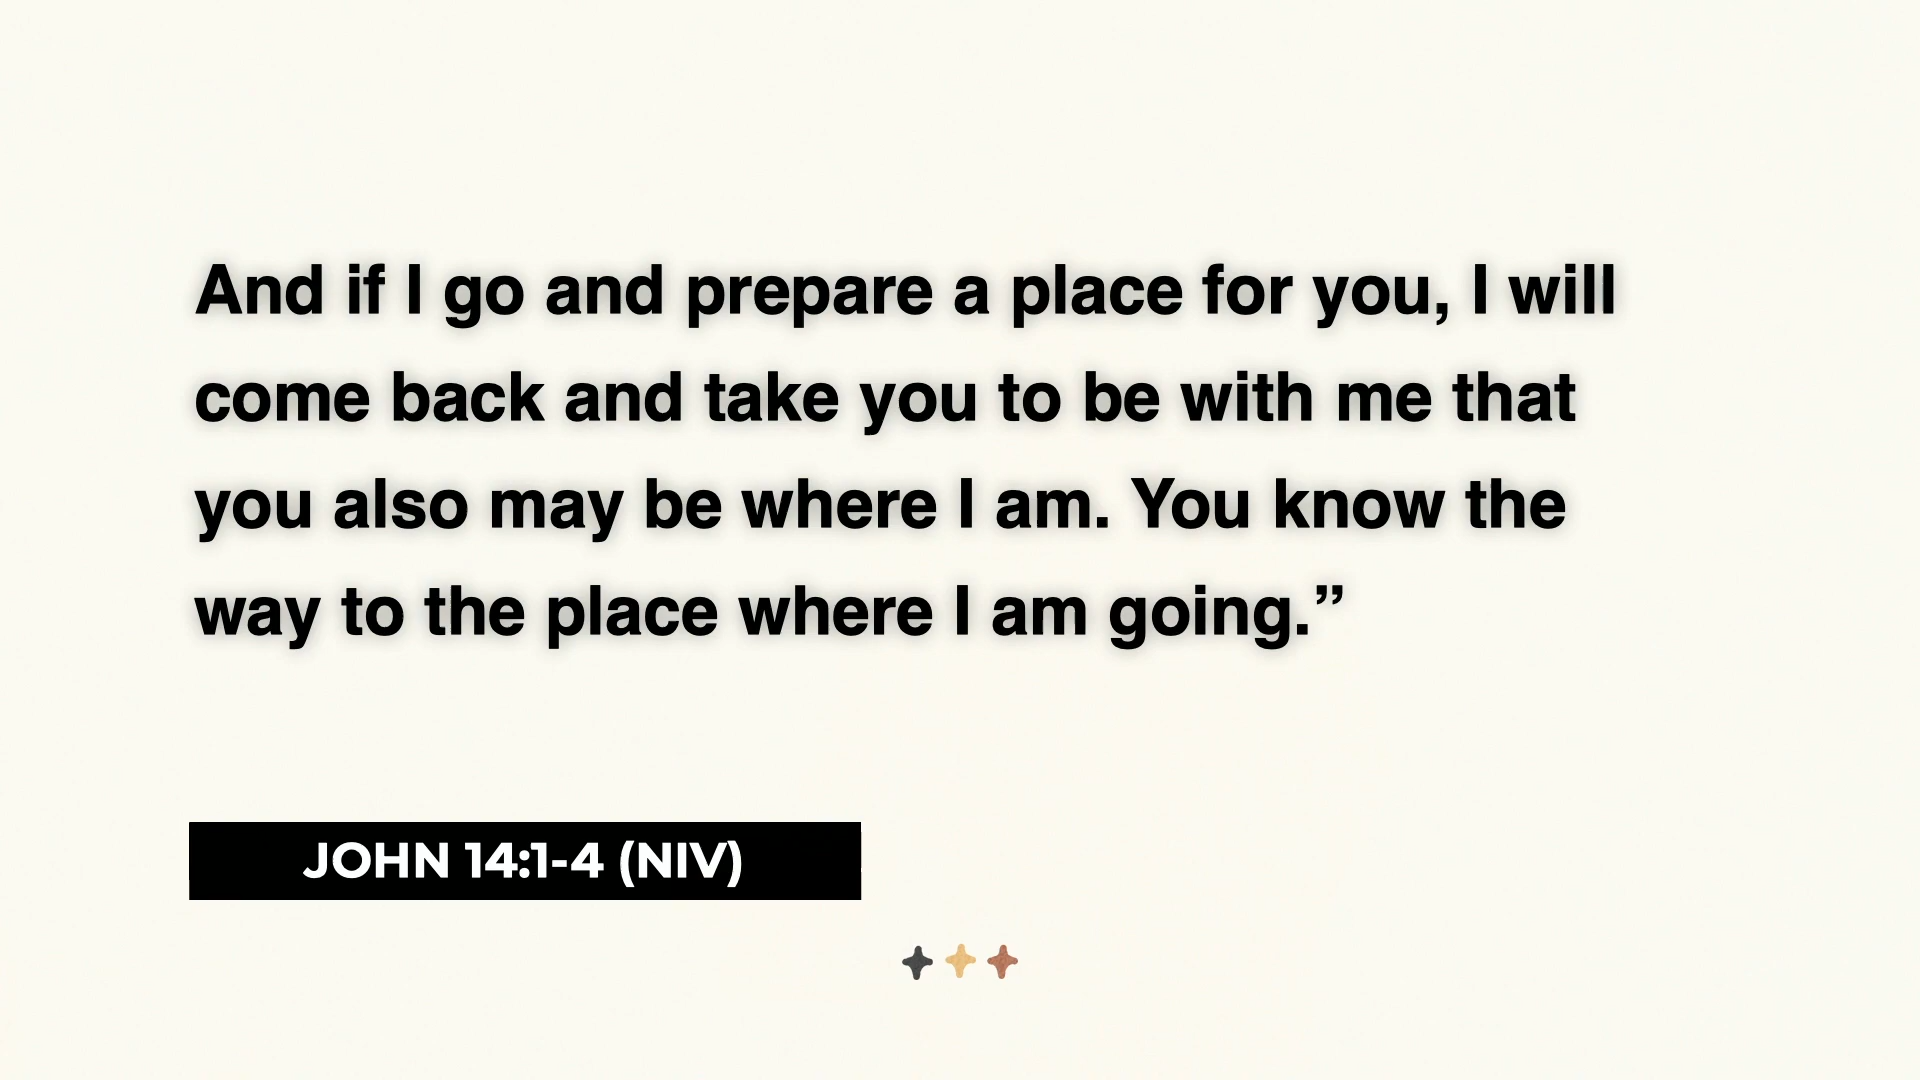 And if I go and prepare a place for you, I will
come back and take you to be with me that
you also may be where I am. You know the
way to the place where I am going.”
JOHN 14:1-4 (NIV)